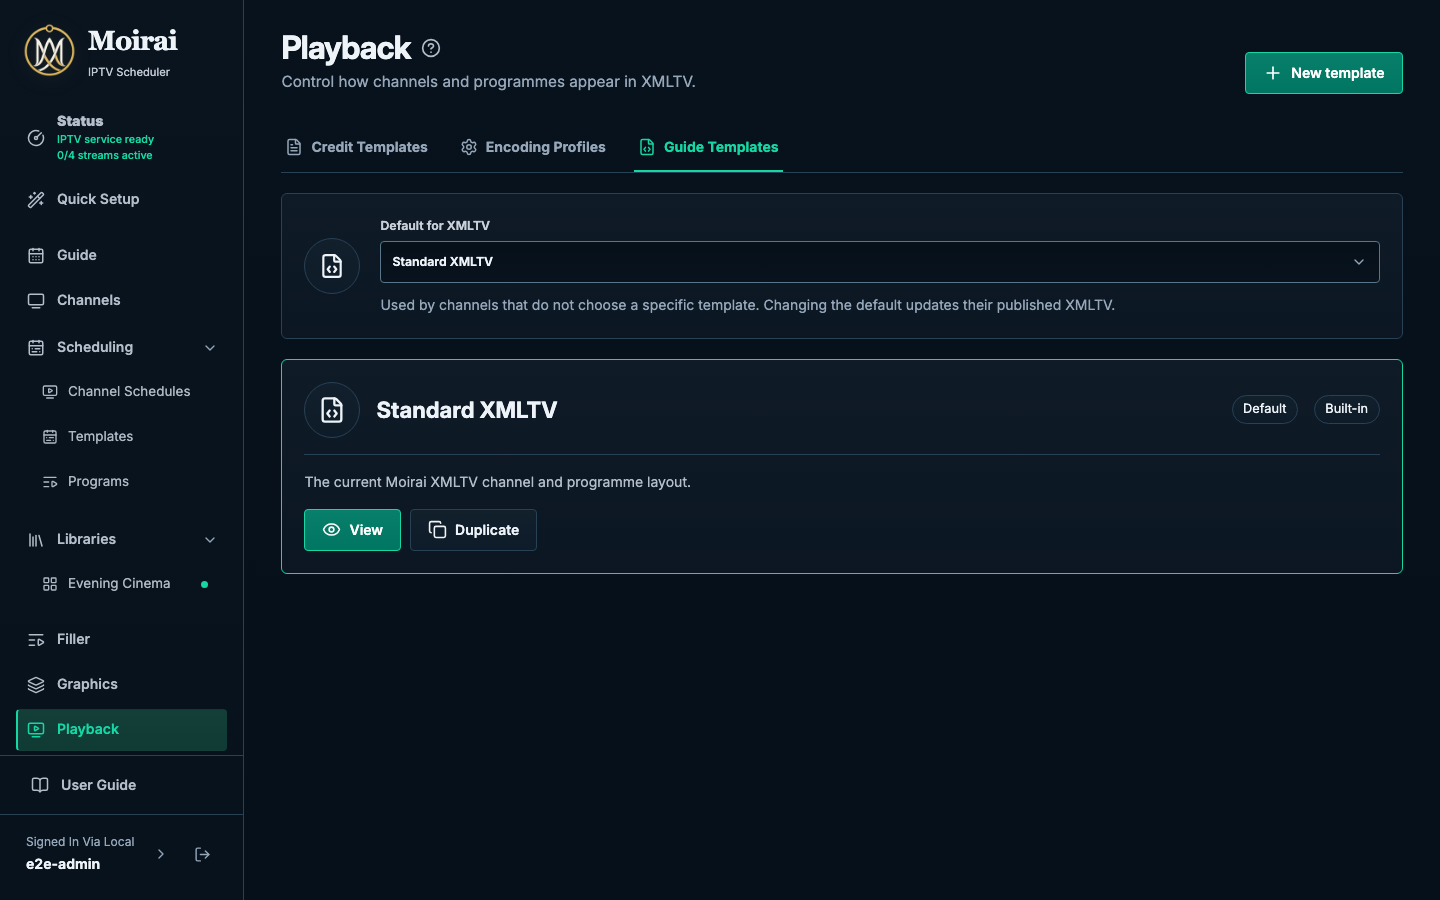 Moirai
IPTV Scheduler
Status
IPTV service ready
0/4 streams active
Quick Setup
Guide
Channels
Scheduling
Channel Schedules
Templates
Programs
Libraries
Evening Cinema
Filler
Graphics
Playback
User Guide
Signed In Via Local
e2e-admin
Playback
Control how channels and programmes appear in XMLTV.
New template
Credit Templates
Encoding Profiles
Guide Templates
Default for XMLTV
Standard XMLTV
Used by channels that do not choose a specific template. Changing the default updates their published XMLTV.
Standard XMLTV
Default
Built-in
The current Moirai XMLTV channel and programme layout.
View
Duplicate